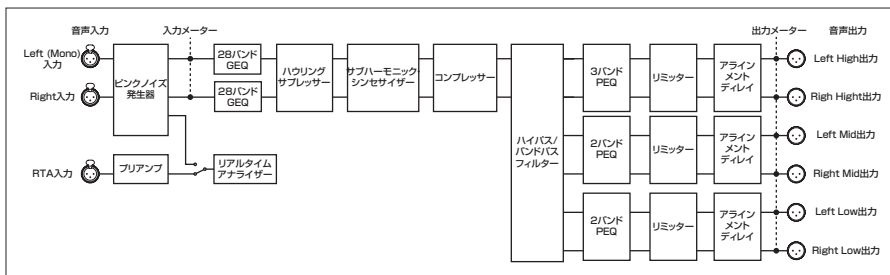 音声入力
入力メーター
出力メーター
音声出力
Left (Mono)
入力
Right入力
RTA入力
ピンクノイズ
発生器
プリアンプ
28バンド
GEQ
28バンド
GEQ
リアルタイム
アナライザー
ハウリング
サプレッサー
サブハーモニック・
シンセサイザー
コンプレッサー
ハイパス/
バンドパス
フィルター
3バンド
PEQ
リミッター
アライン
メント
ディレイ
2バンド
PEQ
リミッター
アライン
メント
ディレイ
2バンド
PEQ
リミッター
アライン
メント
ディレイ
Left High出力
Righ Hight出力
Left Mid出力
Right Mid出力
Left Low出力
Right Low出力